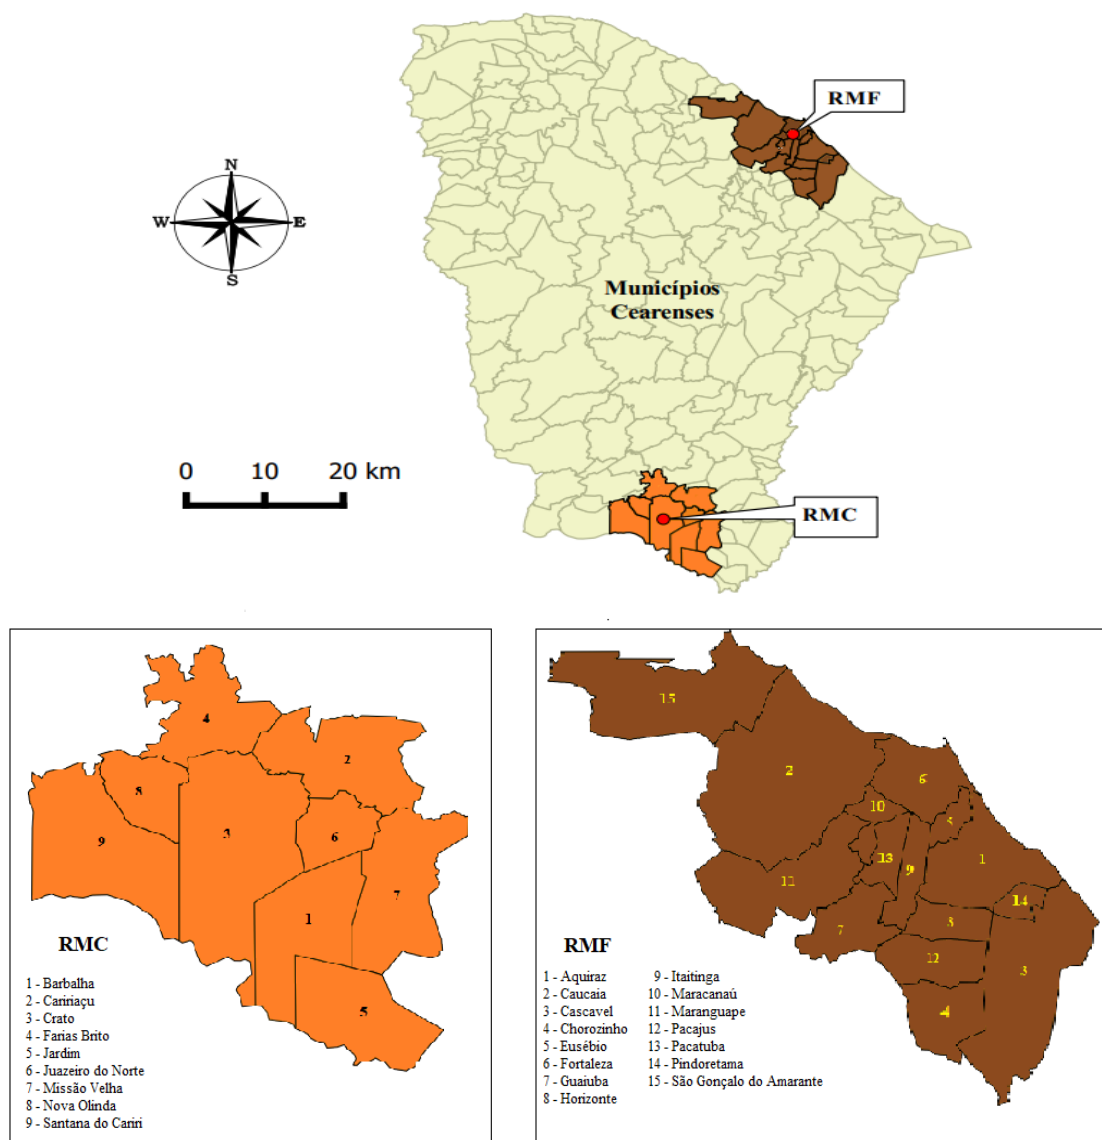 RMF
N
W
E
S
Municípios
Cearenses
0 10 20 km
RMC
4
2
8
3
6
9
7
1
5
RMC
1 - Barbalha
2 - Caririaçu
3 - Crato
4 - Farias Brito
5 - Jardim
6 - Juazeiro do Norte
7 - Missão Velha
8 - Nova Olinda
9 - Santana do Cariri
15
2
6
10
5
13
9
1
11
14
7
8
12
3
4
RMF
1 - Aquiraz
2 - Caucaia
3 - Cascavel
4 - Chorozinho
5 - Eusébio
6 - Fortaleza
7 - Guaiuba
8 - Horizonte
9 - Itaitinga
10 - Maracanaú
11 - Maranguape
12 - Pacajus
13 - Pacatuba
14 - Pindoretama
15 - São Gonçalo do Amarante